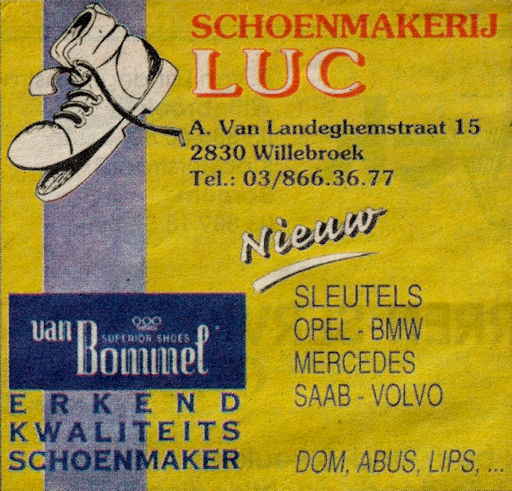 SCHOENMAKERIJ
LUC
A. Van Landeghemstraat 15
2830 Willebroek
Tel.: 03/866.36.77
Nieuw
SLEUTELS
OPEL - BMW
MERCEDES
SAAB - VOLVO
DOM, ABUS, LIPS, ...
van
SUPERIOR SHOES
Bommel
ERKEND
KWALITEITS
SCHOENMAKER